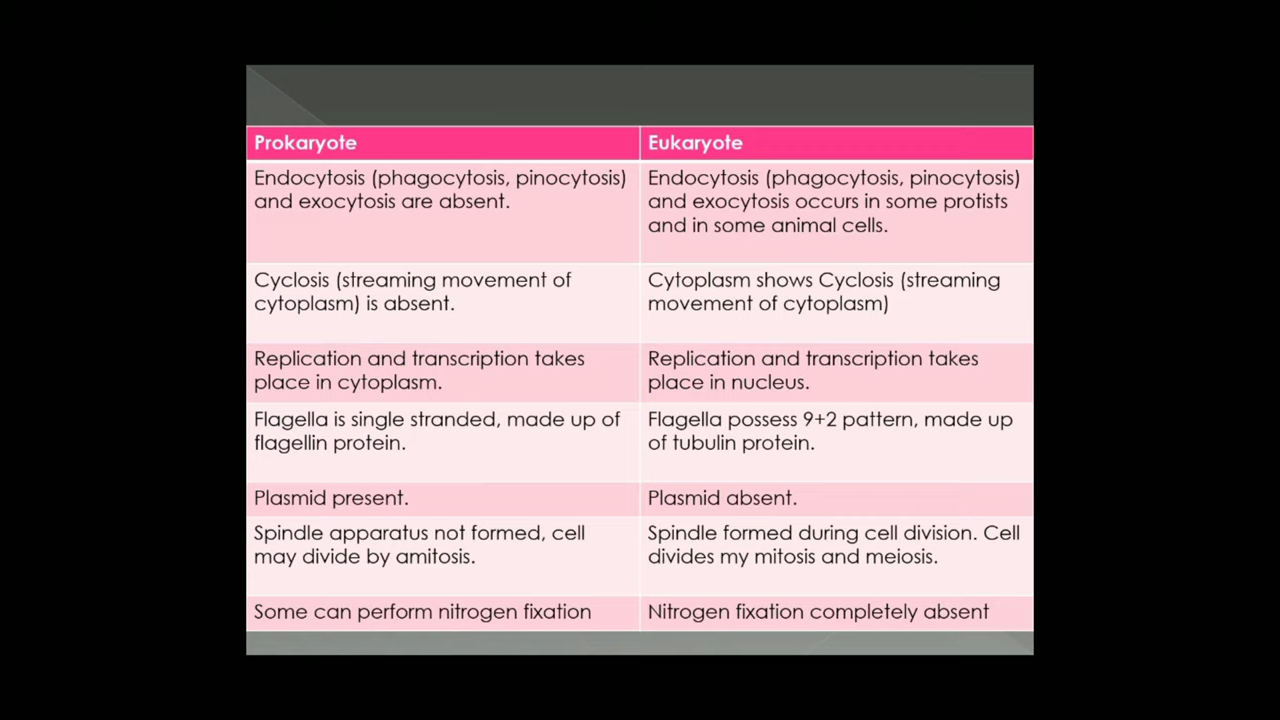 Prokaryote
Eukaryote
Endocytosis (phagocytosis, pinocytosis)
and exocytosis are absent.
Endocytosis (phagocytosis, pinocytosis)
and exocytosis occurs in some protists
and in some animal cells.
Cyclosis (streaming movement of
cytoplasm) is absent.
Cytoplasm shows Cyclosis (streaming
movement of cytoplasm)
Replication and transcription takes
place in cytoplasm.
Replication and transcription takes
place in nucleus.
Flagella is single stranded, made up of
flagellin protein.
Flagella possess 9+2 pattern, made up
of tubulin protein.
Plasmid present.
Plasmid absent.
Spindle apparatus not formed, cell
may divide by amitosis.
Spindle formed during cell division. Cell
divides my mitosis and meiosis.
Some can perform nitrogen fixation
Nitrogen fixation completely absent